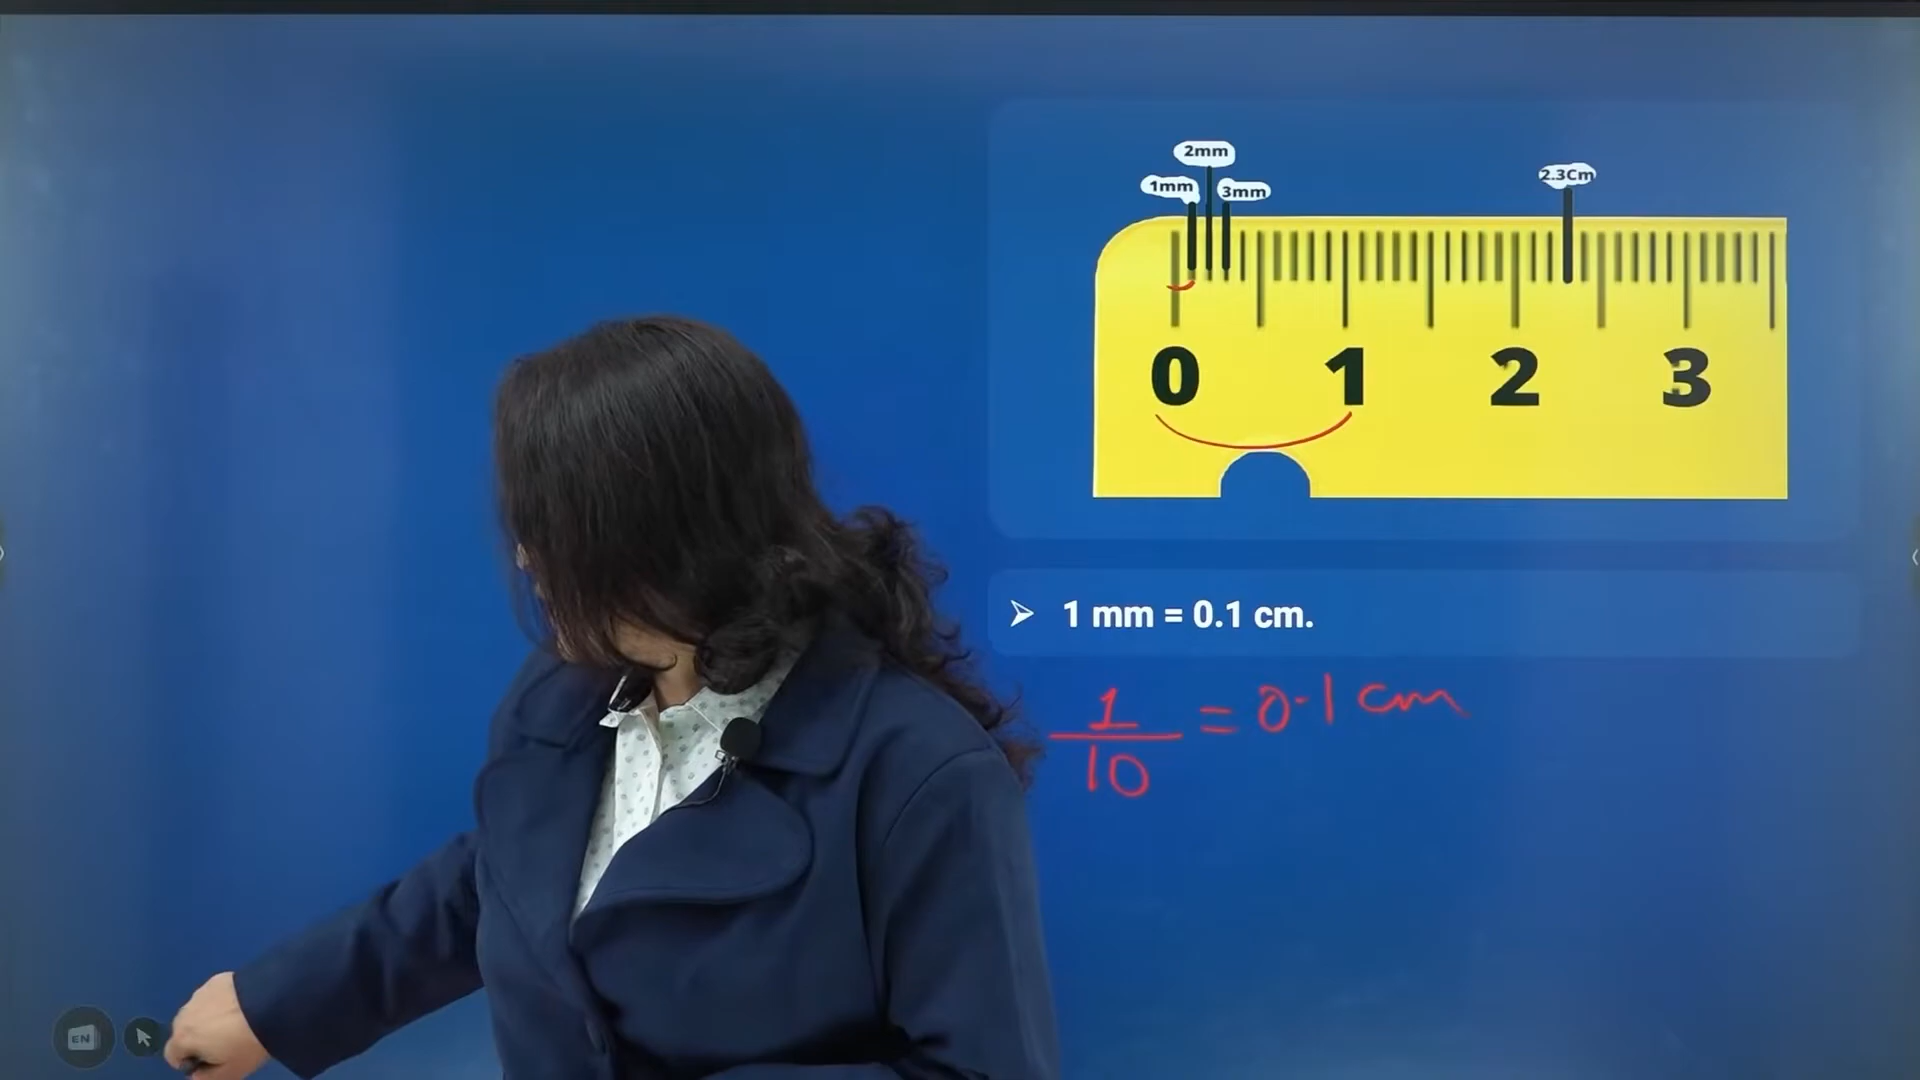 2mm
1mm 3mm 2.3Cm
0 1 2 3
➢ 1 mm = 0.1 cm.
1/10 = 0.1 cm
EN